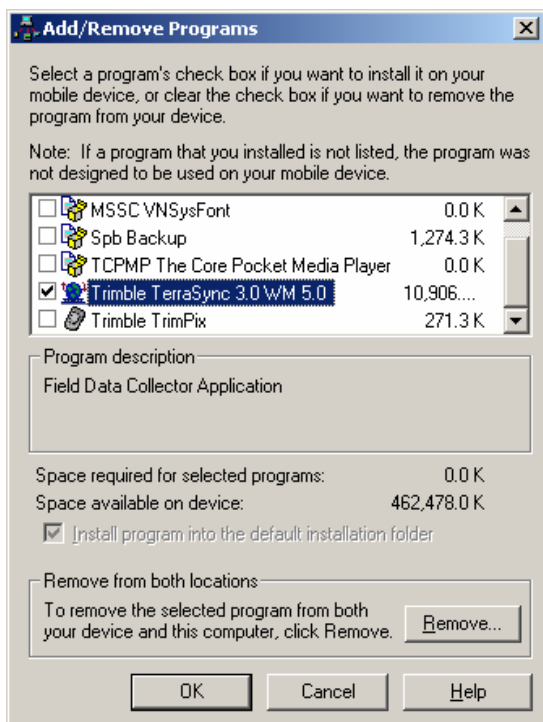 Add/Remove Programs
Select a program's check box if you want to install it on your
mobile device, or clear the check box if you want to remove the
program from your device.
Note: If a program that you installed is not listed, the program was
not designed to be used on your mobile device.
MSSC VNSysFont 0.0 K
Spb Backup 1,274.3 K
TCPMP The Core Pocket Media Player 0.0 K
Trimble TerraSync 3.0 WM 5.0 10,906....
Trimble TrimPix 271.3 K
Program description
Field Data Collector Application
Space required for selected programs: 0.0 K
Space available on device: 462,478.0 K
Install program into the default installation folder
Remove from both locations
To remove the selected program from both
your device and this computer, click Remove.
Remove...
OK Cancel Help